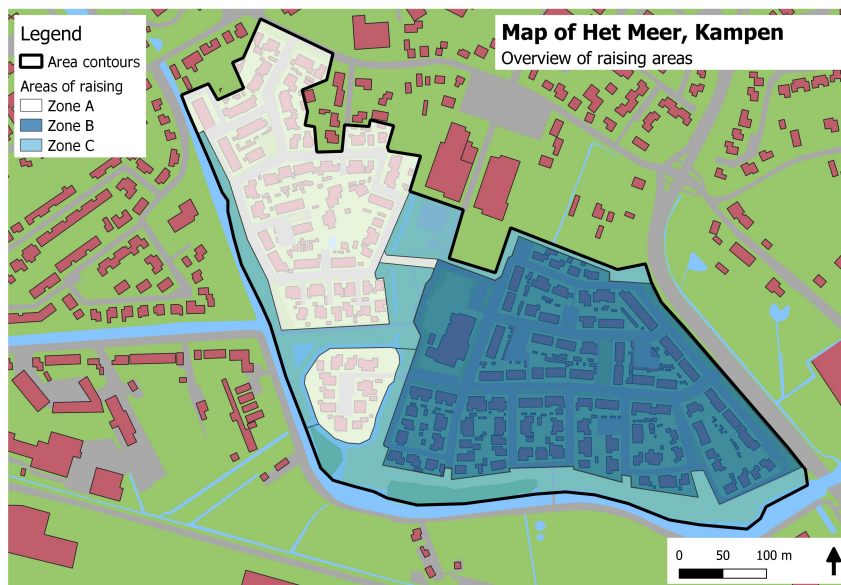 Legend
Area contours
Areas of raising
Zone A
Zone B
Zone C
Map of Het Meer, Kampen
Overview of raising areas
0 50 100 m